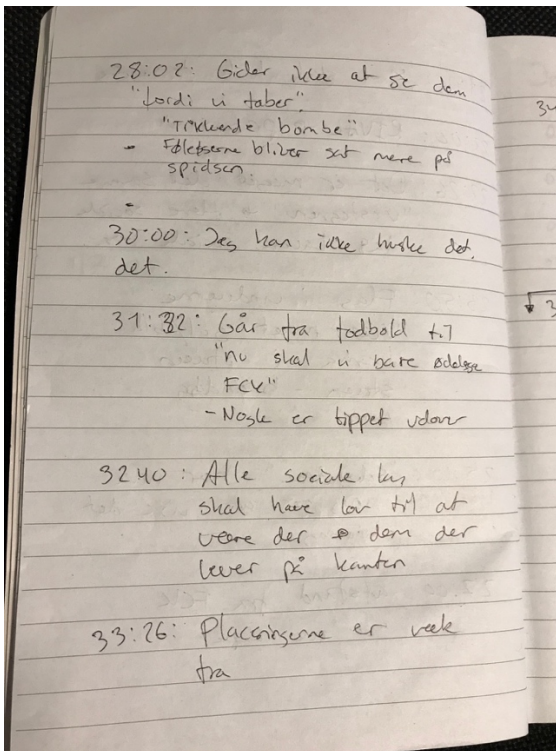 28:02: Gider ikke at se dem
"fordi vi taber".
"Tikkende bombe"
- Følelserne bliver sat mere på
spidsen
-
30:00: Jeg kan ikke huske det.
det.
31:32: Går fra fodbold til
"nu skal vi bare ødelægge
FCK"
- Nogle er tippet udover
3240: Alle sociale lag
skal have lov til at
være der + dem der
lever på kanten
33:26: Placeringerne er væk
fra
34
3